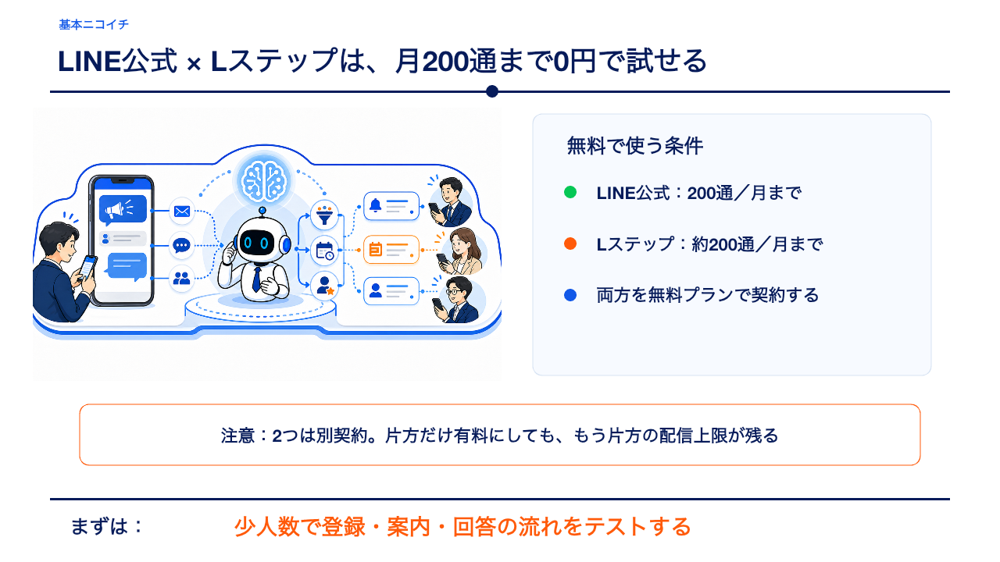 基本ニコイチ
LINE公式 × Lステップは、月200通まで0円で試せる
無料で使う条件
LINE公式：200通／月まで
Lステップ：約200通／月まで
両方を無料プランで契約する
注意：2つは別契約。片方だけ有料にしても、もう片方の配信上限が残る
まずは：
少人数で登録・案内・回答の流れをテストする